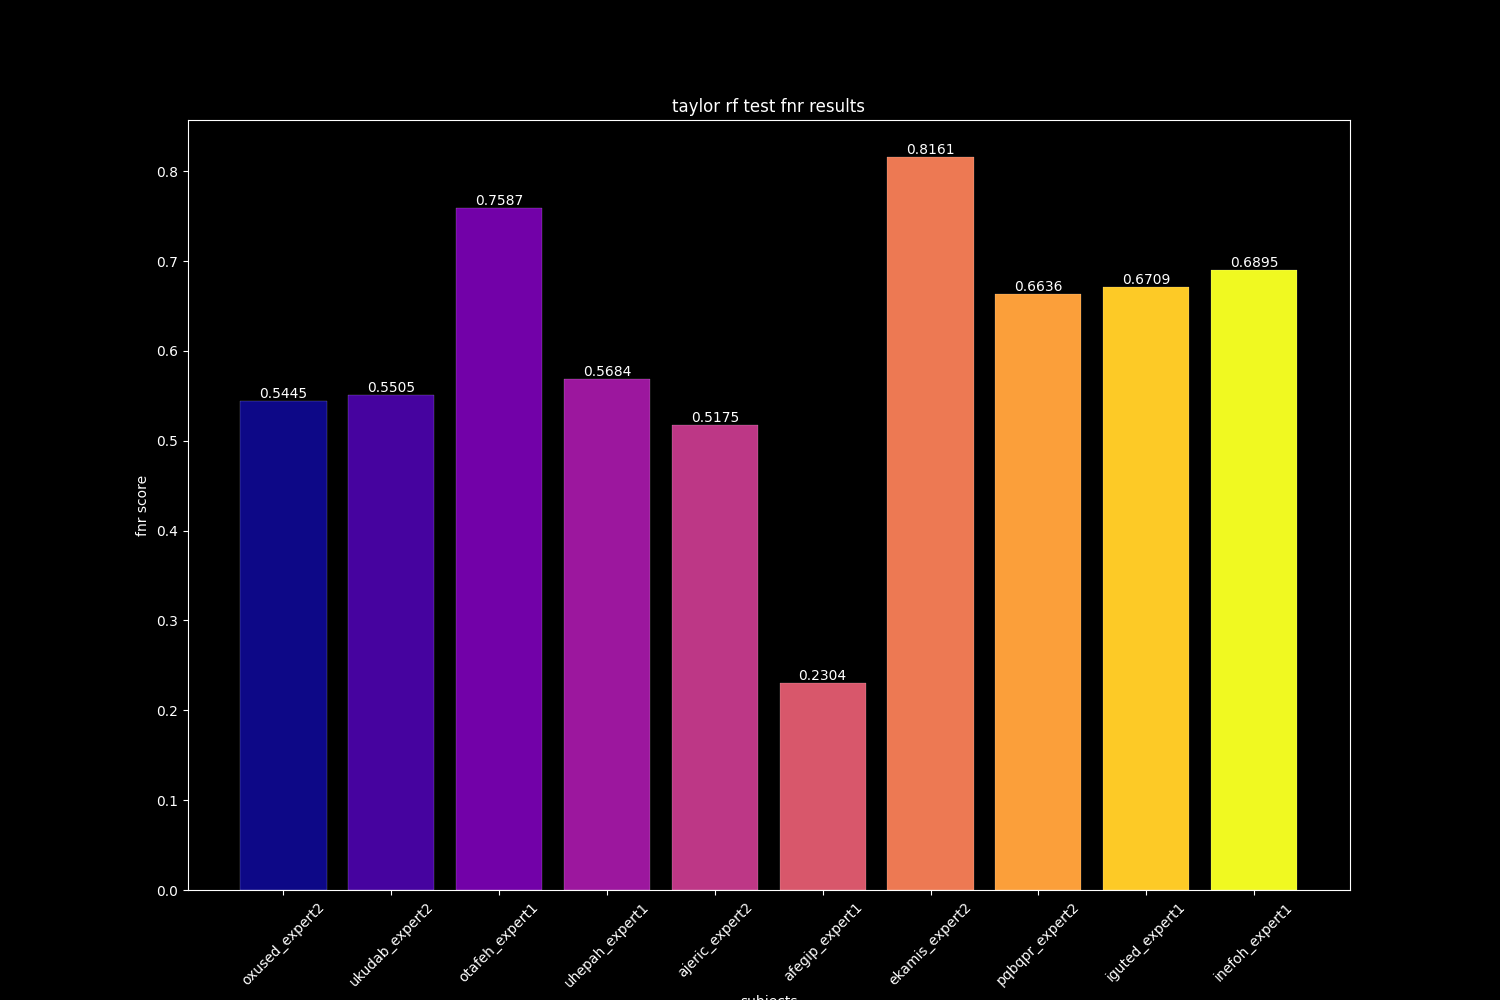 taylor rf test fnr results
fnr score
0.8
0.7
0.6
0.5
0.4
0.3
0.2
0.1
0.0
0.5445
0.5505
0.7587
0.5684
0.5175
0.2304
0.8161
0.6636
0.6709
0.6895
oxused_expert2
ukudab_expert2
otafeh_expert1
uhepah_expert1
ajeric_expert2
afegip_expert1
ekamis_expert2
pqbqpr_expert2
iguted_expert1
inefoh_expert1
subjects